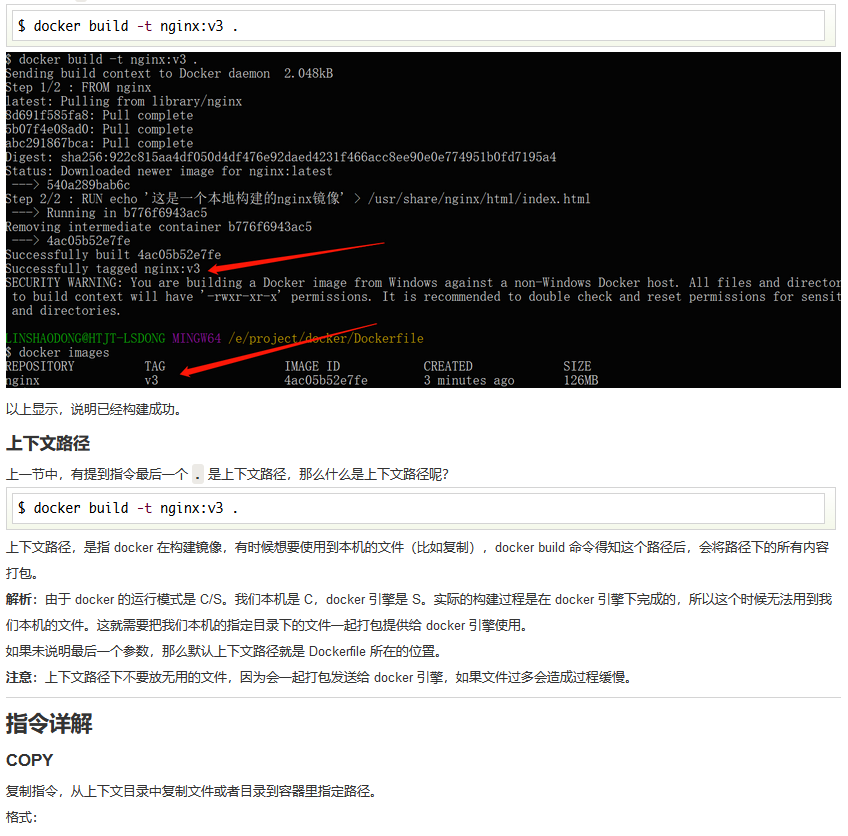 $ docker build -t nginx:v3 .
$ docker build -t nginx:v3 .
Sending build context to Docker daemon  2.048kB
Step 1/2 : FROM nginx
latest: Pulling from library/nginx
8d691f585fa8: Pull complete
5b07f4e08ad0: Pull complete
abc291867bca: Pull complete
Digest: sha256:922c815aa4df050d4df476e92daed4231f466acc8ee90e0e774951b0fd7195a4
Status: Downloaded newer image for nginx:latest
---> 540a289bab6c
Step 2/2 : RUN echo '这是一个本地构建的nginx镜像' > /usr/share/nginx/html/index.html
---> Running in b776f6943ac5
Removing intermediate container b776f6943ac5
---> 4ac05b52e7fe
Successfully built 4ac05b52e7fe
Successfully tagged nginx:v3
SECURITY WARNING: You are building a Docker image from Windows against a non-Windows Docker host. All files and director
to build context will have '-rwxr-xr-x' permissions. It is recommended to double check and reset permissions for sensit
and directories.
LINSHAODONG@HTJT-LSDONG MINGW64 /e/project/docker/Dockerfile
$ docker images
REPOSITORY TAG IMAGE ID CREATED SIZE
nginx v3 4ac05b52e7fe 3 minutes ago 126MB
以上显示，说明已经构建成功。
上下文路径
上一节中，有提到指令最后一个 . 是上下文路径，那么什么是上下文路径呢？
$ docker build -t nginx:v3 .
上下文路径，是指 docker 在构建镜像，有时候想要使用到本机的文件（比如复制），docker build 命令得知这个路径后，会将路径下的所有内容
打包。
解析：由于 docker 的运行模式是 C/S。我们本机是 C，docker 引擎是 S。实际的构建过程是在 docker 引擎下完成的，所以这个时候无法用到我
们本机的文件。这就需要把我们本机的指定目录下的文件一起打包提供给 docker 引擎使用。
如果未说明最后一个参数，那么默认上下文路径就是 Dockerfile 所在的位置。
注意：上下文路径下不要放无用的文件，因为会一起打包发送给 docker 引擎，如果文件过多会造成过程缓慢。
指令详解
COPY
复制指令，从上下文目录中复制文件或者目录到容器里指定路径。
格式：